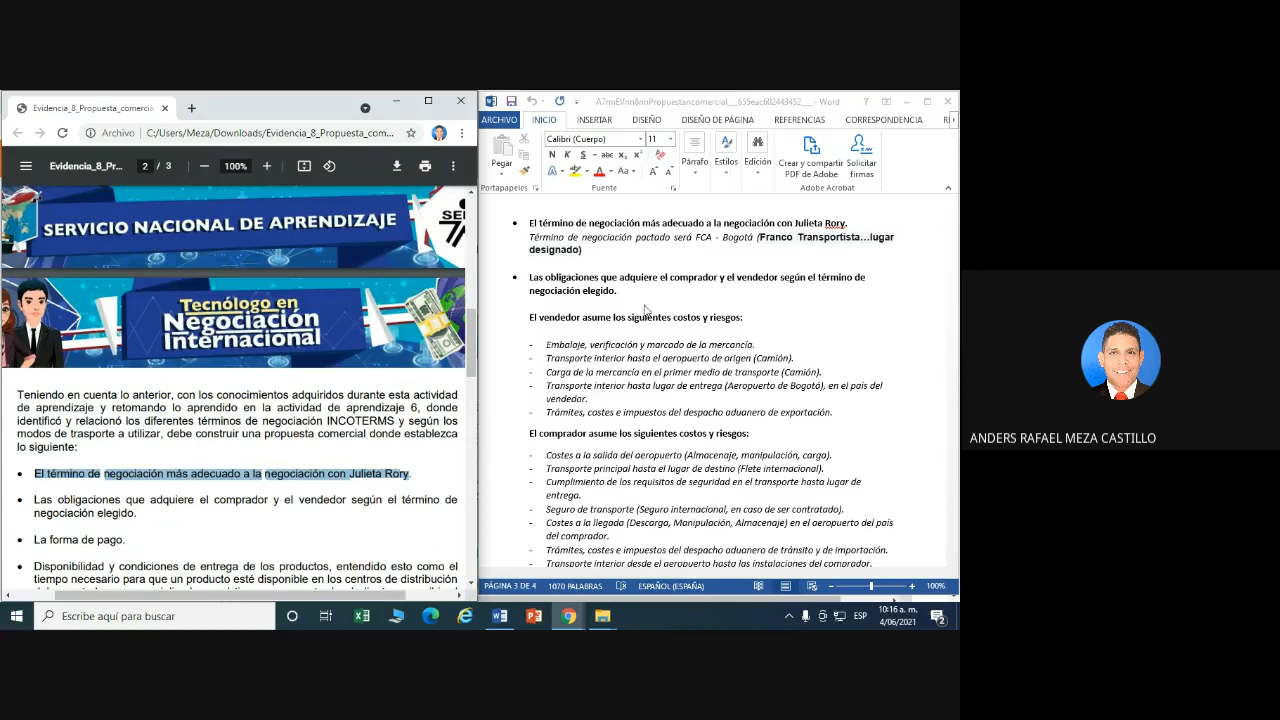 Evidencia_8_Propuesta_comercia
Archivo
C:/Users/Meza/Downloads/Evidencia_8_Propuesta_com...
Evidencia_8_Pr...
2 / 3
100%
SERVICIO NACIONAL DE APRENDIZAJE
Tecnólogo en
Negociación
Internacional
Teniendo en cuenta lo anterior, con los conocimientos adquiridos durante esta actividad
de aprendizaje y retomando lo aprendido en la actividad de aprendizaje 6, donde
identificó y relacionó los diferentes términos de negociación INCOTERMS y según los
modos de trasporte a utilizar, debe construir una propuesta comercial donde establezca
lo siguiente:
• El término de negociación más adecuado a la negociación con Julieta Rory.
• Las obligaciones que adquiere el comprador y el vendedor según el término de
negociación elegido.
• La forma de pago.
• Disponibilidad y condiciones de entrega de los productos, entendido esto como el
tiempo necesario para que un producto esté disponible en los centros de distribución
A7nnEVnn8nnPropuestancomercial___655eac602443452___ - Word
ARCHIVO INICIO INSERTAR DISEÑO DISEÑO DE PÁGINA REFERENCIAS CORRESPONDENCIA
Calibri (Cuerpo) 11
N K S abc x₂ x²
Pegar
Párrafo
Estilos
Edición
Crear y compartir
PDF de Adobe
Solicitar
firmas
Portapapeles
Fuente
Adobe Acrobat
• El término de negociación más adecuado a la negociación con Julieta Rory.
Término de negociación pactado será FCA - Bogotá (Franco Transportista...lugar
designado)
• Las obligaciones que adquiere el comprador y el vendedor según el término de
negociación elegido.
El vendedor asume los siguientes costos y riesgos:
- Embalaje, verificación y marcado de la mercancía.
- Transporte interior hasta el aeropuerto de origen (Camión).
- Carga de la mercancía en el primer medio de transporte (Camión).
- Transporte interior hasta lugar de entrega (Aeropuerto de Bogotá), en el país del
vendedor.
- Trámites, costes e impuestos del despacho aduanero de exportación.
El comprador asume los siguientes costos y riesgos:
- Costes a la salida del aeropuerto (Almacenaje, manipulación, carga).
- Transporte principal hasta el lugar de destino (Flete internacional).
- Cumplimiento de los requisitos de seguridad en el transporte hasta lugar de
entrega.
- Seguro de transporte (Seguro internacional, en caso de ser contratado).
- Costes a la llegada (Descarga, Manipulación, Almacenaje) en el aeropuerto del país
del comprador.
- Trámites, costes e impuestos del despacho aduanero de tránsito y de importación.
- Transporte interior desde el aeropuerto hasta las instalaciones del comprador.
PÁGINA 3 DE 4 1070 PALABRAS ESPAÑOL (ESPAÑA) 100%
Escribe aquí para buscar
ESP
10:16 a. m.
4/06/2021
2
ANDERS RAFAEL MEZA CASTILLO